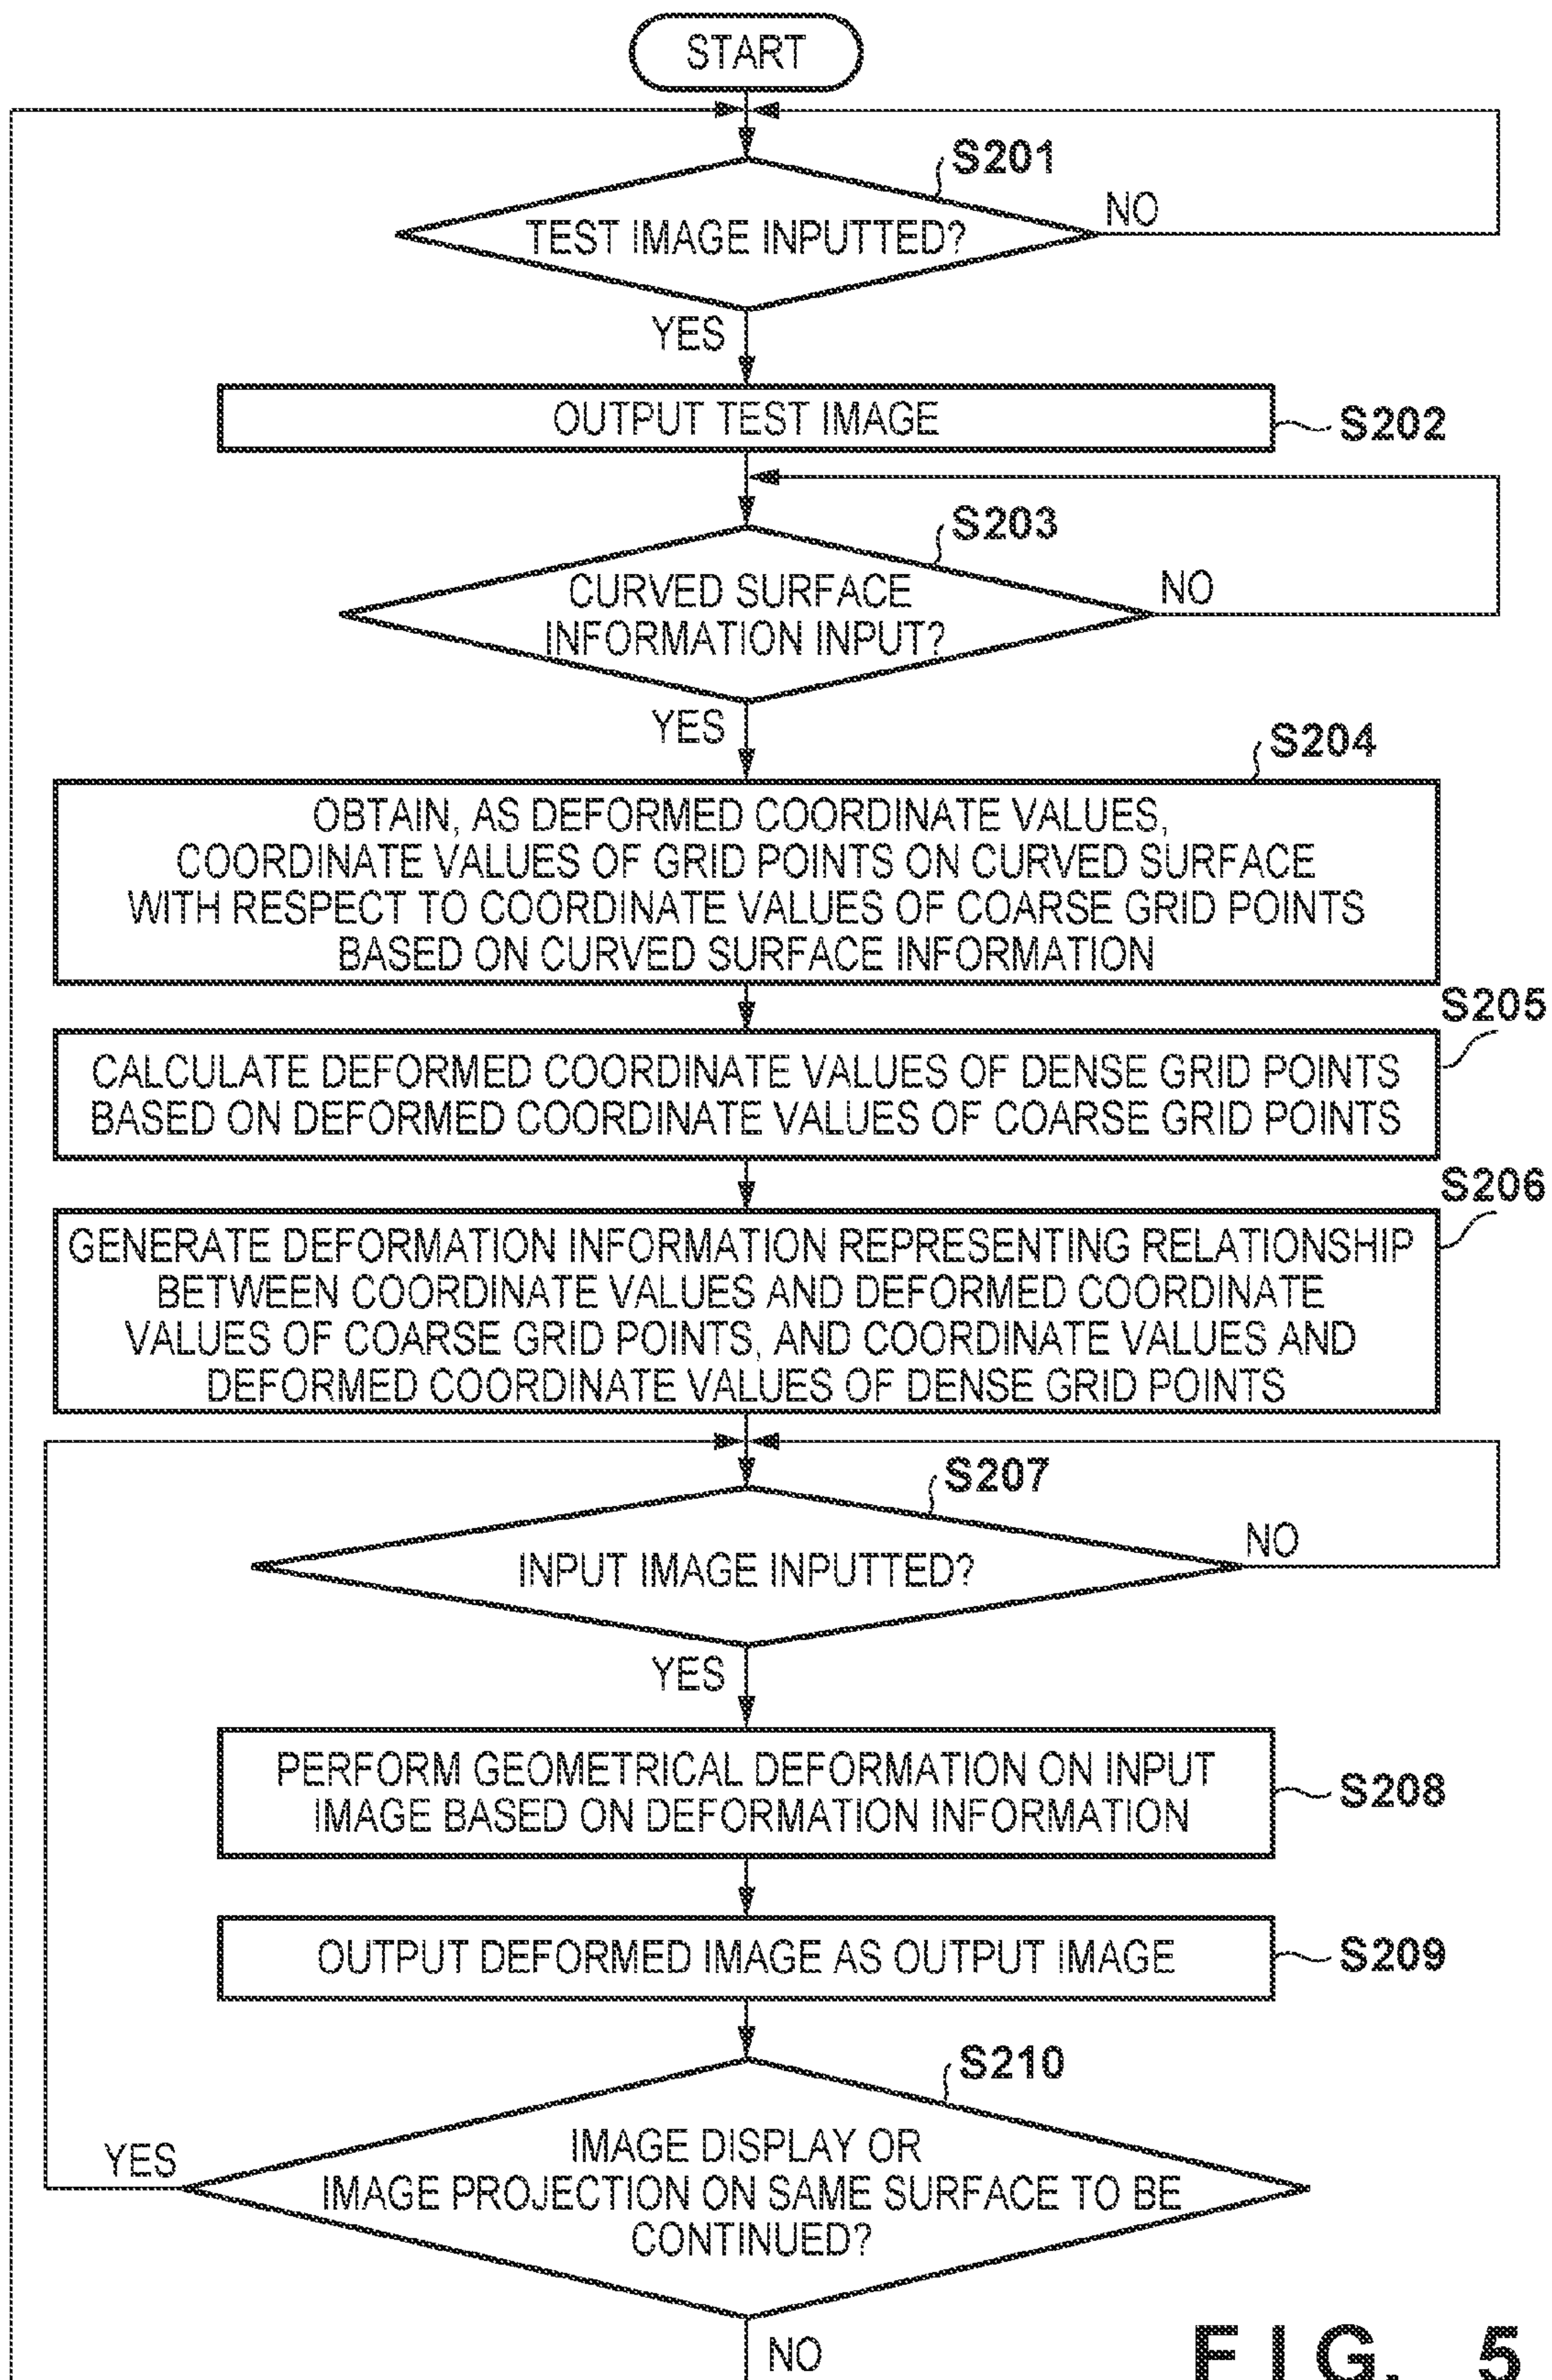 START
S201
TEST IMAGE INPUTTED?
NO
YES
OUTPUT TEST IMAGE
S202
S203
CURVED SURFACE
INFORMATION INPUT?
NO
YES
S204
OBTAIN, AS DEFORMED COORDINATE VALUES,
COORDINATE VALUES OF GRID POINTS ON CURVED SURFACE
WITH RESPECT TO COORDINATE VALUES OF COARSE GRID POINTS
BASED ON CURVED SURFACE INFORMATION
S205
CALCULATE DEFORMED COORDINATE VALUES OF DENSE GRID POINTS
BASED ON DEFORMED COORDINATE VALUES OF COARSE GRID POINTS
S206
GENERATE DEFORMATION INFORMATION REPRESENTING RELATIONSHIP
BETWEEN COORDINATE VALUES AND DEFORMED COORDINATE
VALUES OF COARSE GRID POINTS, AND COORDINATE VALUES AND
DEFORMED COORDINATE VALUES OF DENSE GRID POINTS
S207
INPUT IMAGE INPUTTED?
NO
YES
PERFORM GEOMETRICAL DEFORMATION ON INPUT
IMAGE BASED ON DEFORMATION INFORMATION
S208
OUTPUT DEFORMED IMAGE AS OUTPUT IMAGE
S209
S210
IMAGE DISPLAY OR
IMAGE PROJECTION ON SAME SURFACE TO BE
CONTINUED?
YES
NO
FIG. 5